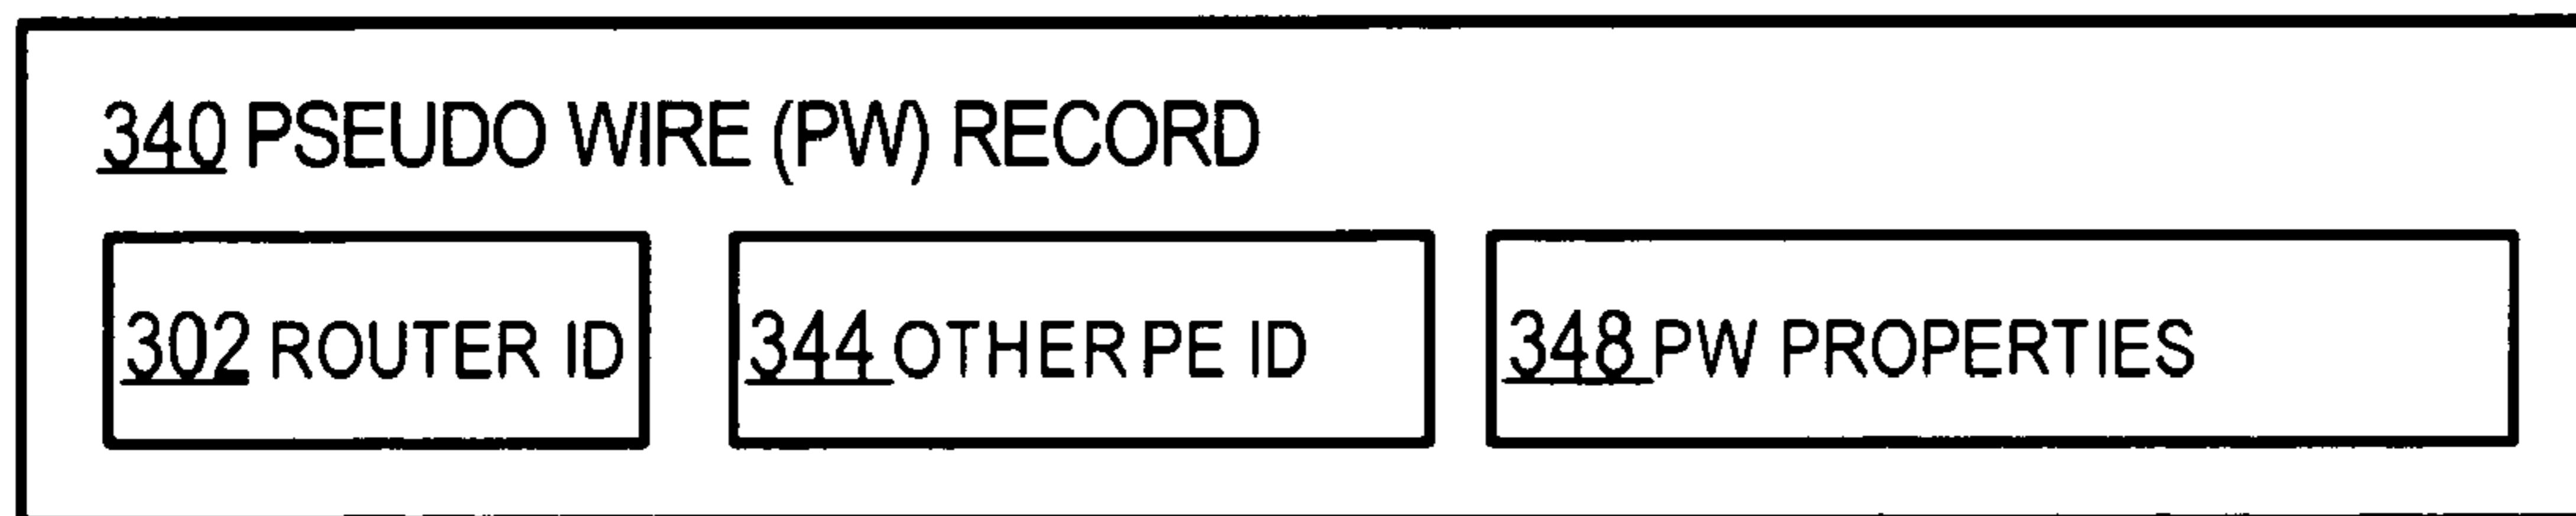 340 PSEUDO WIRE (PW) RECORD
302 ROUTER ID
344 OTHER PE ID
348 PW PROPERTIES